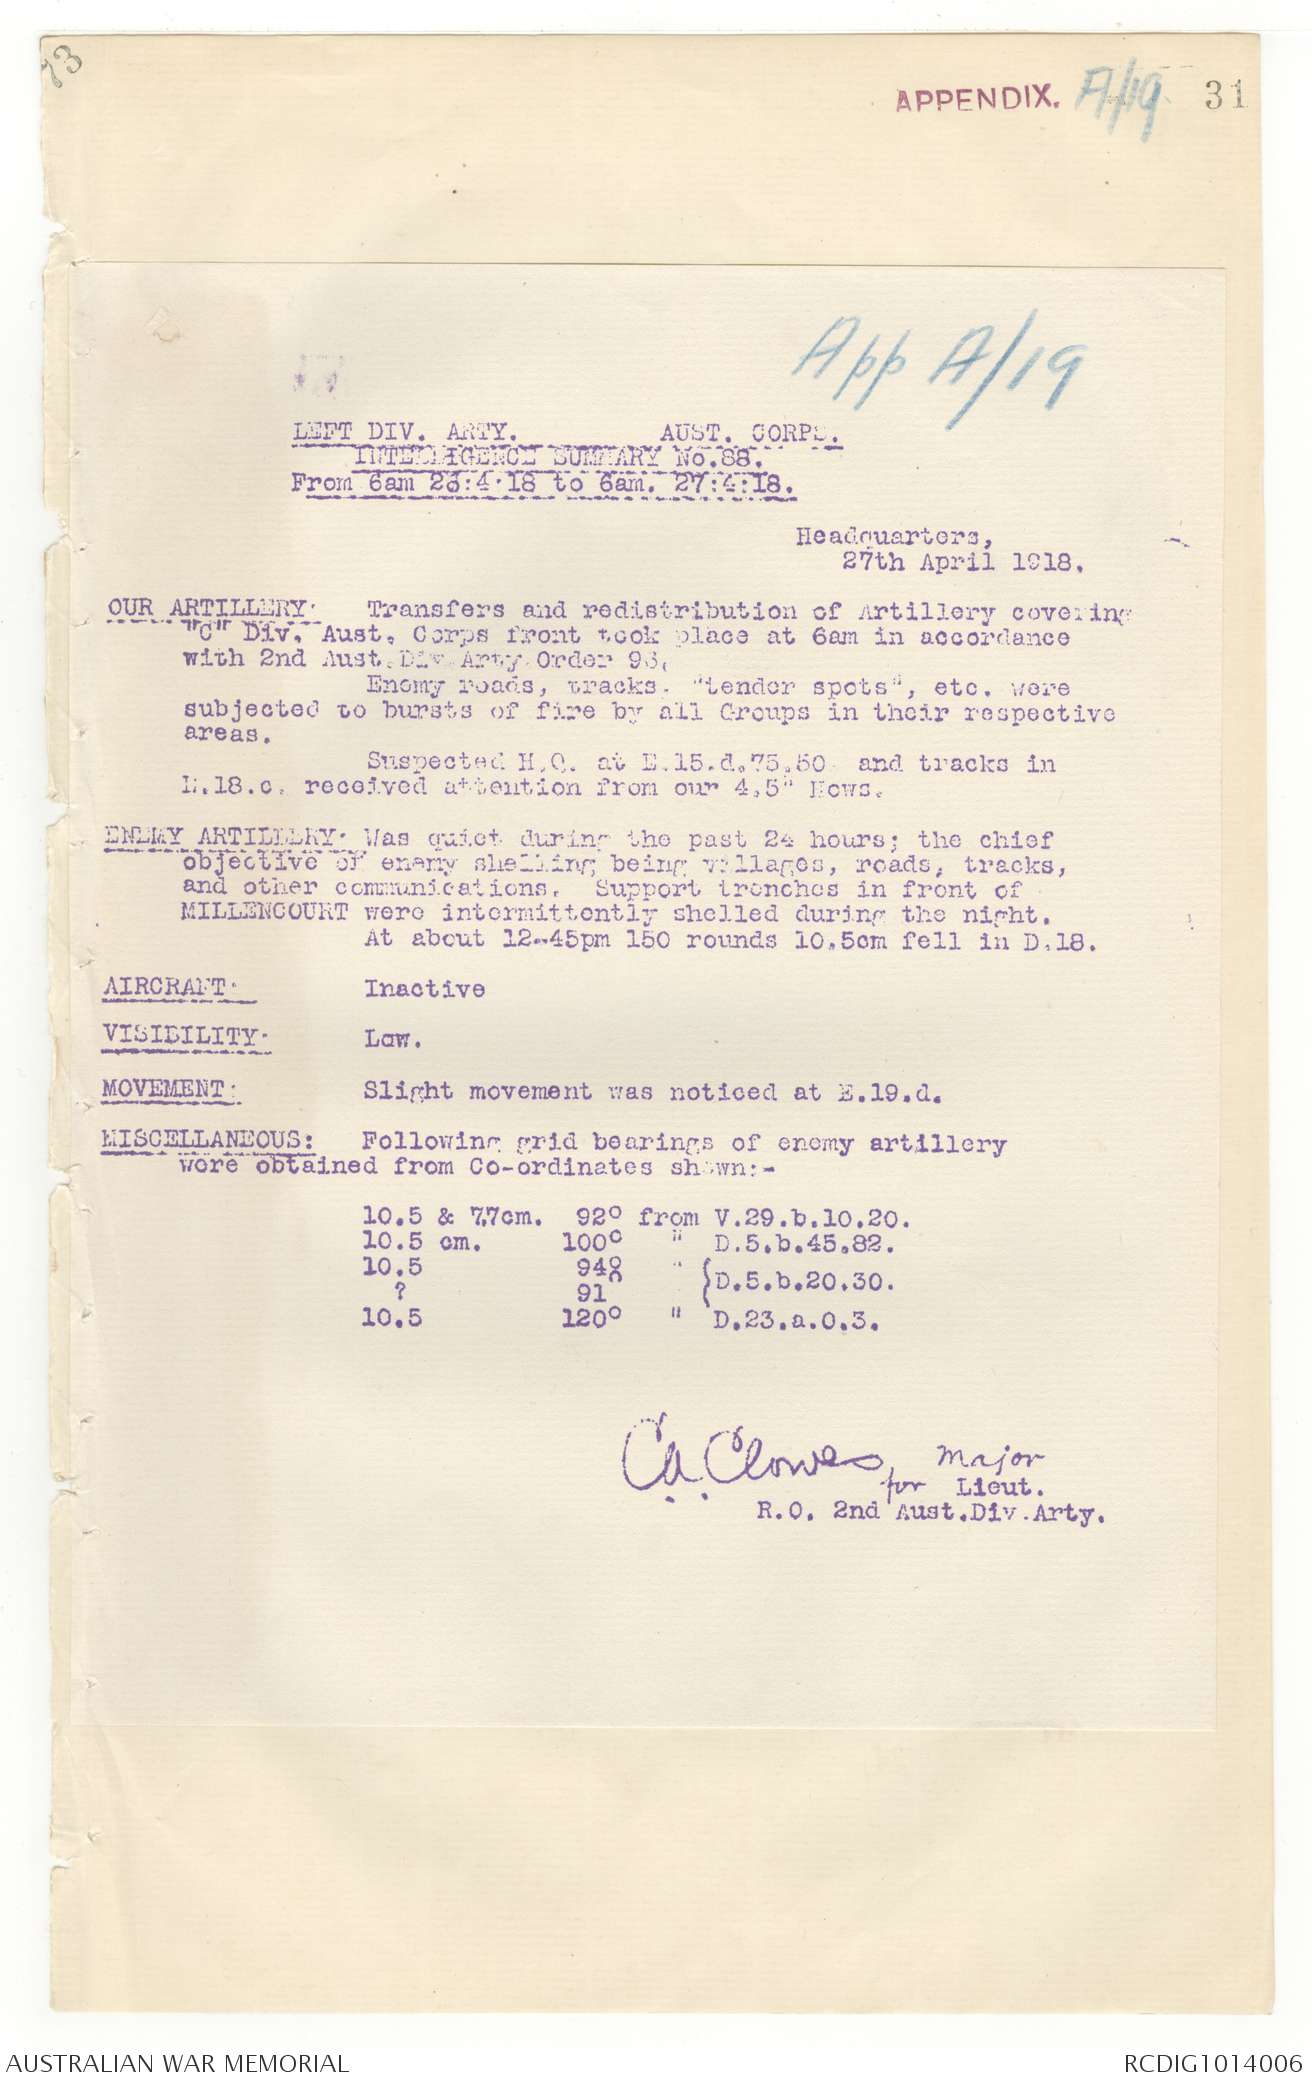 73
APPENDIX. A/19 31
App A/19
LEFT DIV. ARTY. AUST. CORPS.
INTELLIGENCE SUMMARY No.88.
From 6am 26:4:18 to 6am. 27:4:18.
Headquarters,
27th April 1918.
OUR ARTILLERY: Transfers and redistribution of Artillery covering
"C" Div. Aust. Corps front took place at 6am in accordance
with 2nd Aust.Div.Arty.Order 96.
Enemy roads, tracks, "tender spots", etc. were
subjected to bursts of fire by all Groups in their respective
areas.
Suspected H.Q. at E.15.d.75.50 and tracks in
E.18.c. received attention from our 4.5" Hows.
ENEMY ARTILLERY: Was quiet during the past 24 hours; the chief
objective of enemy shelling being villages, roads, tracks,
and other communications. Support trenches in front of
MILLENCOURT were intermittently shelled during the night.
At about 12-45pm 150 rounds 10.5cm fell in D.18.
AIRCRAFT: Inactive
VISIBILITY: Low.
MOVEMENT: Slight movement was noticed at E.19.d.
MISCELLANEOUS: Following grid bearings of enemy artillery
were obtained from Co-ordinates shown:-
10.5 & 7.7cm. 92° from V.29.b.10.20.
10.5 cm. 100° " D.5.b.45.82.
10.5 94° " {D.5.b.20.30.
? 91°
10.5 120° " D.23.a.0.3.
C.A. Clowes, Major
for Lieut.
R.O. 2nd Aust.Div.Arty.
AUSTRALIAN WAR MEMORIAL RCDIG1014006